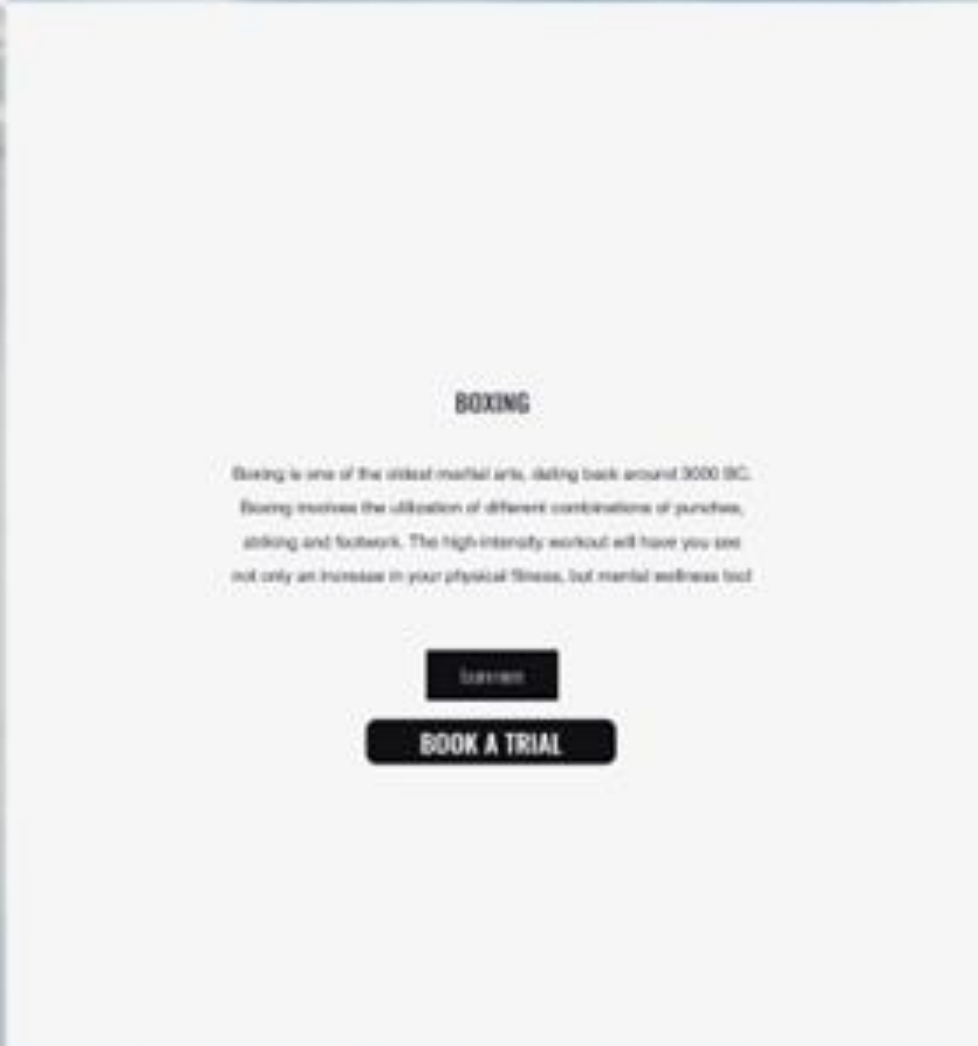 BOXING
Boxing is one of the oldest martial arts, dating back around 3000 BC.
Boxing involves the utilization of different combinations of punches,
striking and footwork. The high-intensity workout will have you see
not only an increase in your physical fitness, but mental wellness too!
Learn more
BOOK A TRIAL